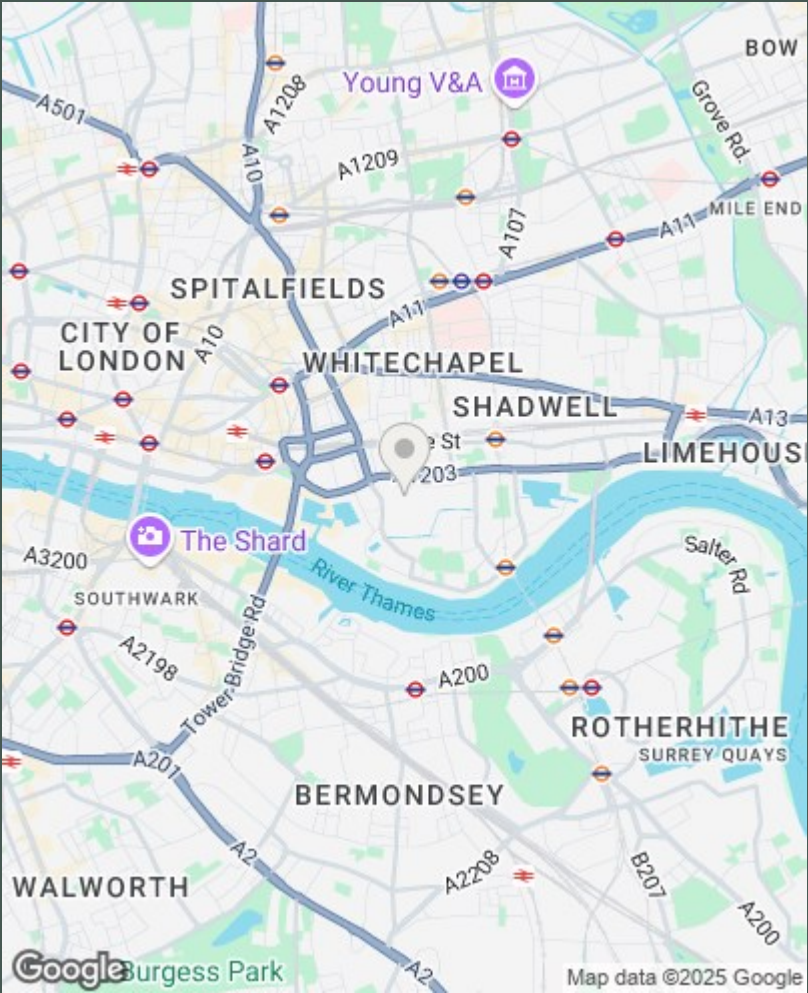 BOW
Young V&A
A1208
A501
Grove Rd.
A10
A1209
MILE END
A107
A11
SPITALFIELDS
A11
CITY OF
LONDON
A10
WHITECHAPEL
SHADWELL
A13
e St
LIMEHOUS
203
The Shard
A3200
River Thames
Salter Rd
SOUTHWARK
Tower Bridge Rd
A2198
A200
ROTHERHITHE
SURREY QUAYS
A201
BERMONDSEY
A2
A2208
B207
WALWORTH
A200
Google
Burgess Park
A2
Map data ©2025 Google